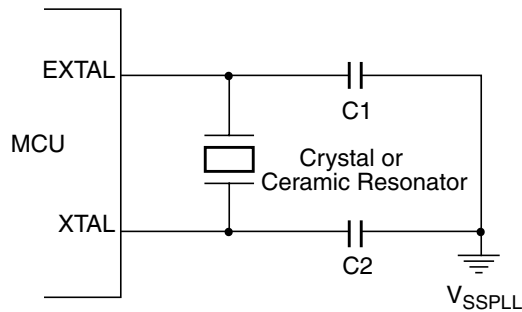 EXTAL
C1
MCU
Crystal or
Ceramic Resonator
XTAL
C2
VSSPLL